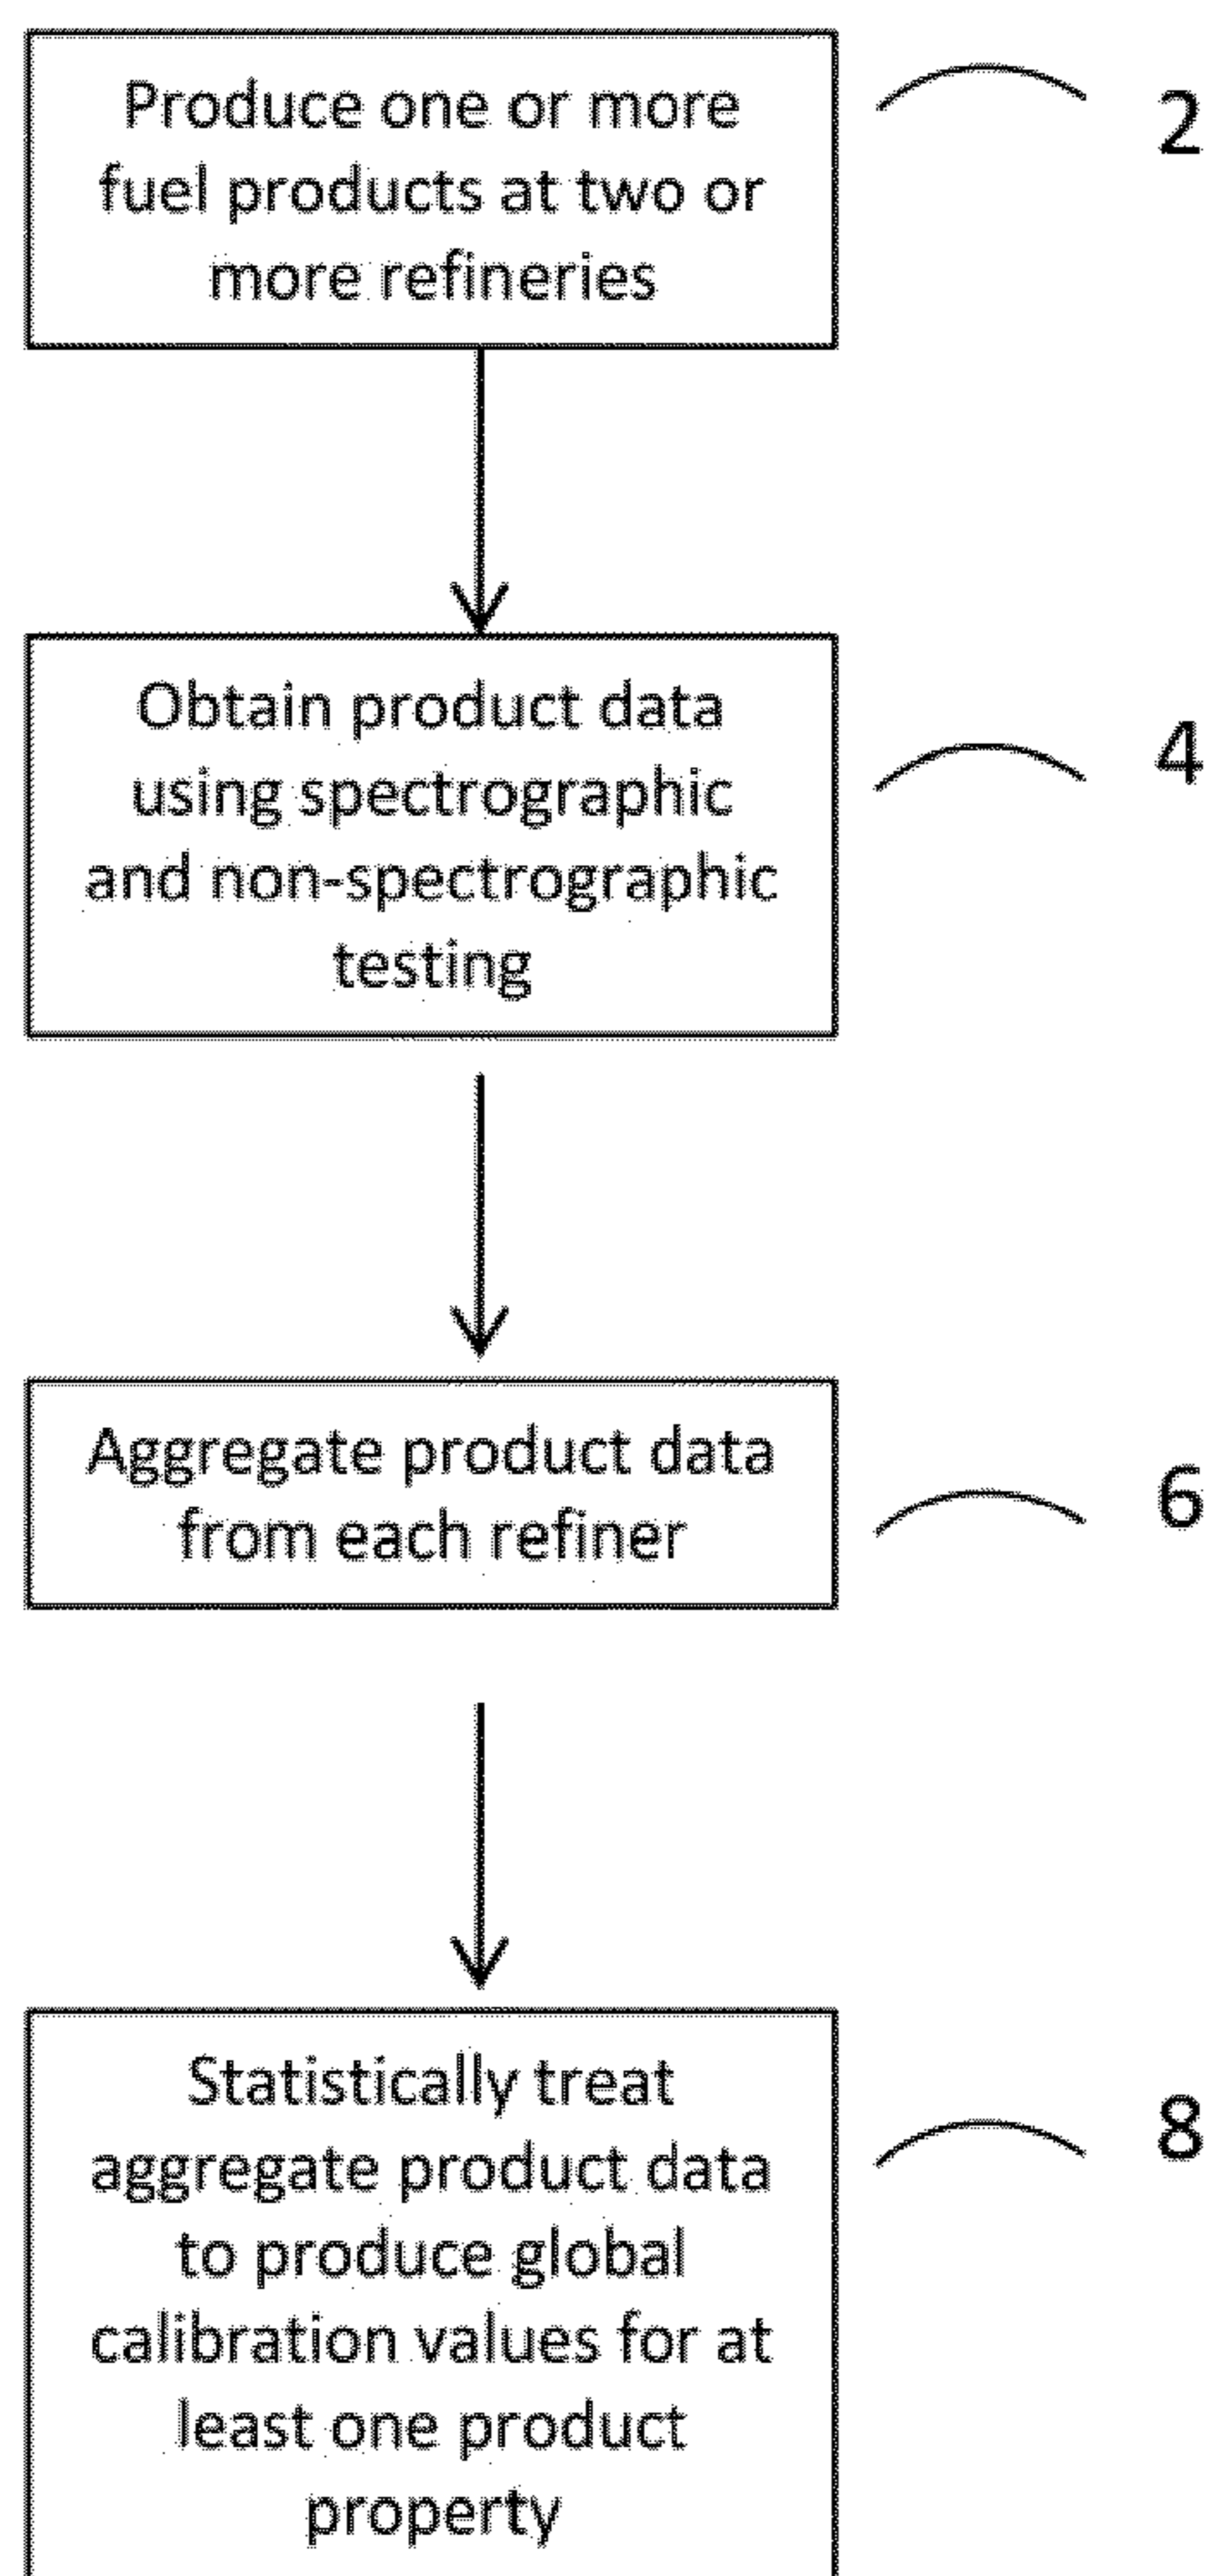 Produce one or more
fuel products at two or
more refineries
2
Obtain product data
using spectrographic
and non-spectrographic
testing
4
Aggregate product data
from each refiner
6
Statistically treat
aggregate product data
to produce global
calibration values for at
least one product
property
8